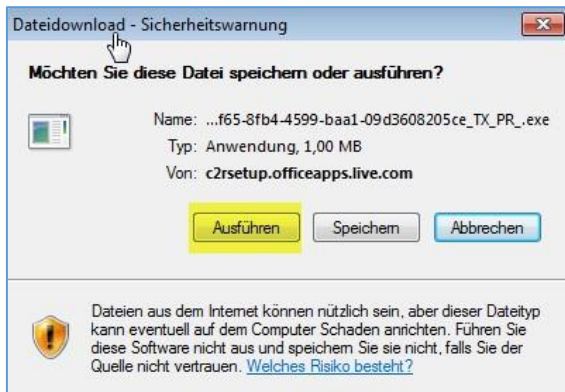 Dateidownload - Sicherheitswarnung
Möchten Sie diese Datei speichern oder ausführen?
Name: ...f65-8fb4-4599-baa1-09d3608205ce_TX_PR_.exe
Typ: Anwendung, 1,00 MB
Von: c2rsetup.officeapps.live.com
Ausführen Speichern Abbrechen
Dateien aus dem Internet können nützlich sein, aber dieser Dateityp
kann eventuell auf dem Computer Schaden anrichten. Führen Sie
diese Software nicht aus und speichern Sie sie nicht, falls Sie der
Quelle nicht vertrauen. Welches Risiko besteht?